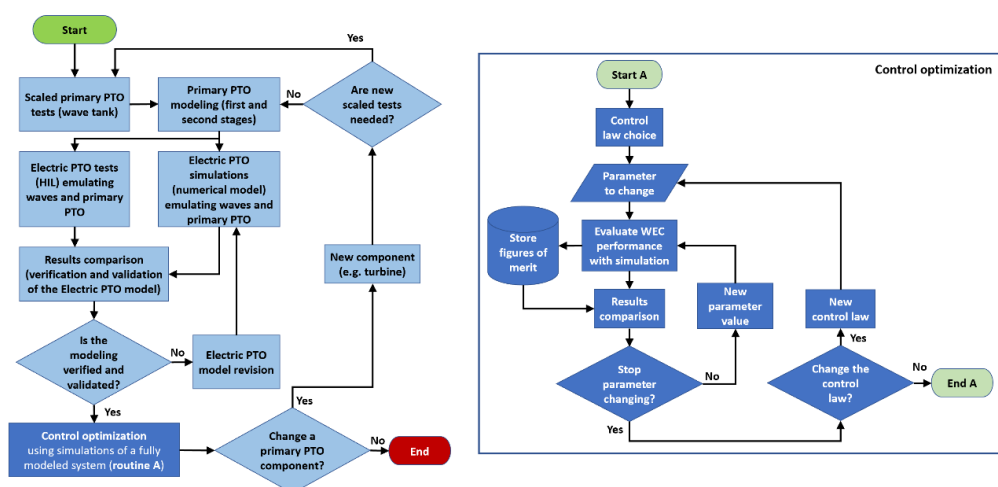 Start
Yes
Scaled primary PTO
tests (wave tank)
Primary PTO
modeling (first and
second stages)
No
Are new
scaled tests
needed?
Electric PTO tests
(HIL) emulating
waves and primary
PTO
Electric PTO
simulations
(numerical model)
emulating waves and
primary PTO
Results comparison
(verification and validation
of the Electric PTO model)
New component
(e.g. turbine)
Is the
modeling
verified and
validated?
No
Electric PTO
model revision
Yes
Yes
Control optimization
using simulations of a fully
modeled system (routine A)
Change a
primary PTO
component?
No
End
Control optimization
Start A
Control
law choice
Parameter
to change
Store
figures of
merit
Evaluate WEC
performance
with simulation
Results
comparison
New
parameter
value
New
control law
Stop
parameter
changing?
No
Yes
Yes
Change the
control
law?
No
End A